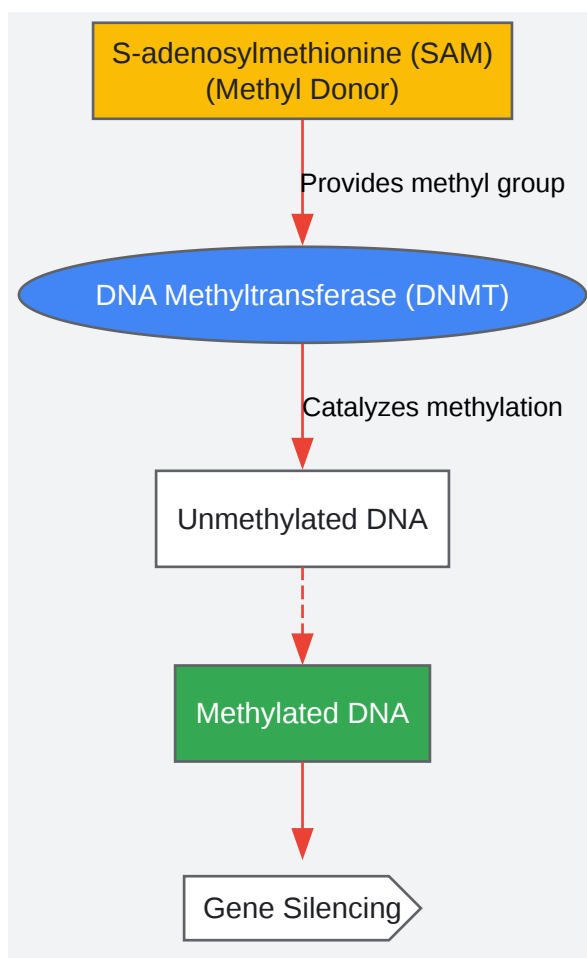 S-adenosylmethionine (SAM)
(Methyl Donor)
Provides methyl group
DNA Methyltransferase (DNMT)
Catalyzes methylation
Unmethylated DNA
Methylated DNA
Gene Silencing